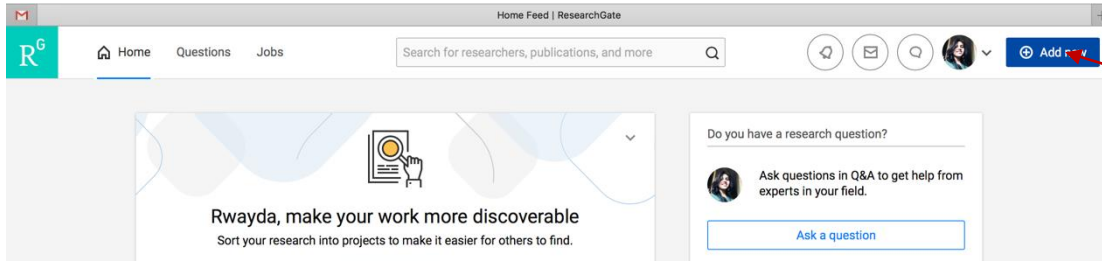 Home Feed | ResearchGate
RG Home Questions Jobs Search for researchers, publications, and more Add new
Do you have a research question?
Ask questions in Q&A to get help from
experts in your field.
Ask a question
Rwayda, make your work more discoverable
Sort your research into projects to make it easier for others to find.